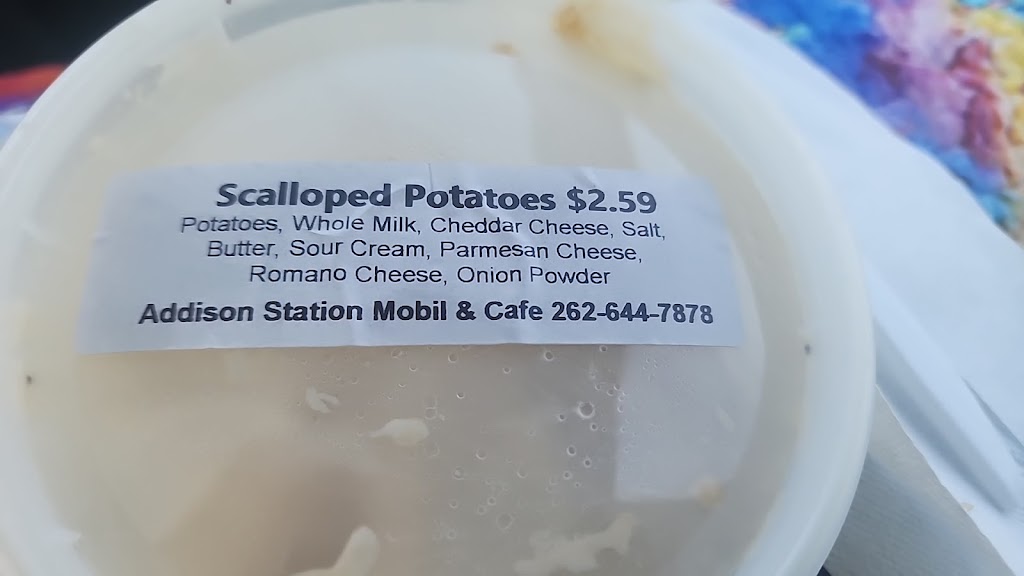 Scalloped Potatoes $2.59
Potatoes, Whole Milk, Cheddar Cheese, Salt,
Butter, Sour Cream, Parmesan Cheese,
Romano Cheese, Onion Powder
Addison Station Mobil & Cafe 262-644-7878